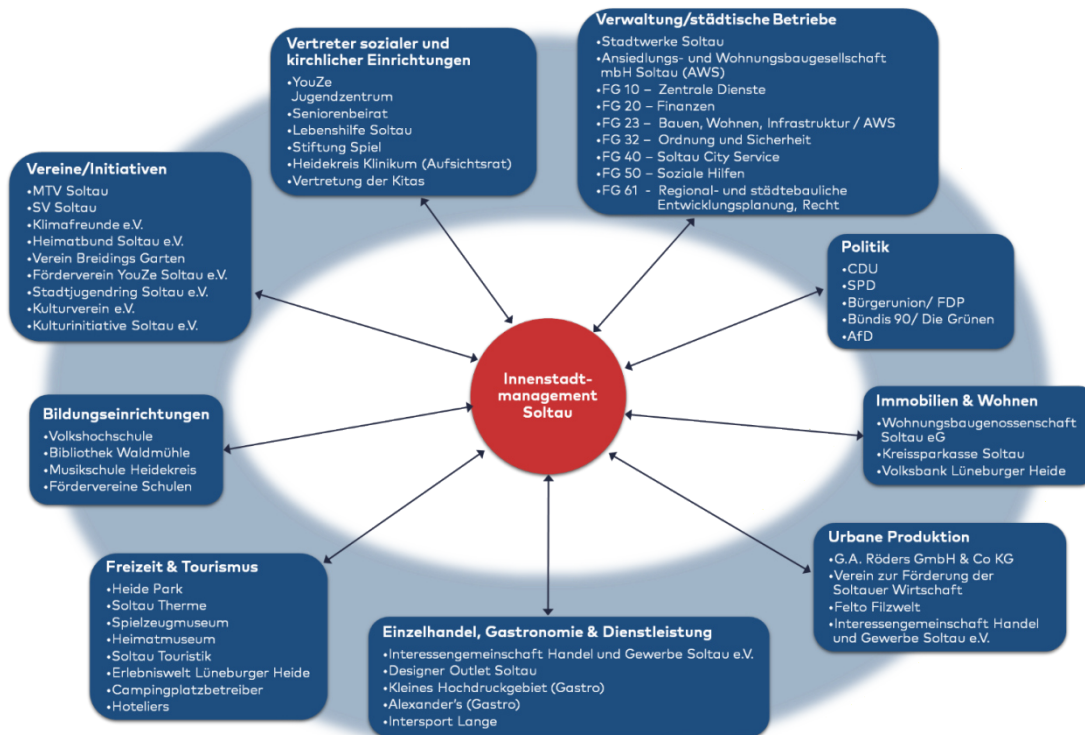 Verwaltung/städtische Betriebe
•Stadtwerke Soltau
•Ansiedlungs- und Wohnungsbaugesellschaft
mbH Soltau (AWS)
•FG 10 – Zentrale Dienste
•FG 20 – Finanzen
•FG 23 – Bauen, Wohnen, Infrastruktur / AWS
•FG 32 – Ordnung und Sicherheit
•FG 40 – Soltau City Service
•FG 50 – Soziale Hilfen
•FG 61 - Regional- und städtebauliche
Entwicklungsplanung, Recht
Vertreter sozialer und
kirchlicher Einrichtungen
•YouZe
Jugendzentrum
•Seniorenbeirat
•Lebenshilfe Soltau
•Stiftung Spiel
•Heidekreis Klinikum (Aufsichtsrat)
•Vertretung der Kitas
Vereine/Initiativen
•MTV Soltau
•SV Soltau
•Klimafreunde e.V.
•Heimatbund Soltau e.V.
•Verein Breidings Garten
•Förderverein YouZe Soltau e.V.
•Stadtjugendring Soltau e.V.
•Kulturverein e.V.
•Kulturinitiative Soltau e.V.
Politik
•CDU
•SPD
•Bürgerunion/ FDP
•Bündis 90/ Die Grünen
•AfD
Innenstadt-
management
Soltau
Bildungseinrichtungen
•Volkshochschule
•Bibliothek Waldmühle
•Musikschule Heidekreis
•Fördervereine Schulen
Immobilien & Wohnen
•Wohnungsbaugenossenschaft
Soltau eG
•Kreissparkasse Soltau
•Volksbank Lüneburger Heide
Urbane Produktion
•G.A. Röders GmbH & Co KG
•Verein zur Förderung der
Soltauer Wirtschaft
•Felto Filzwelt
•Interessengemeinschaft Handel
und Gewerbe Soltau e.V.
Freizeit & Tourismus
•Heide Park
•Soltau Therme
•Spielzeugmuseum
•Heimatmuseum
•Soltau Touristik
•Erlebniswelt Lüneburger Heide
•Campingplatzbetreiber
•Hoteliers
Einzelhandel, Gastronomie & Dienstleistung
•Interessengemeinschaft Handel und Gewerbe Soltau e.V.
•Designer Outlet Soltau
•Kleines Hochdruckgebiet (Gastro)
•Alexander's (Gastro)
•Intersport Lange